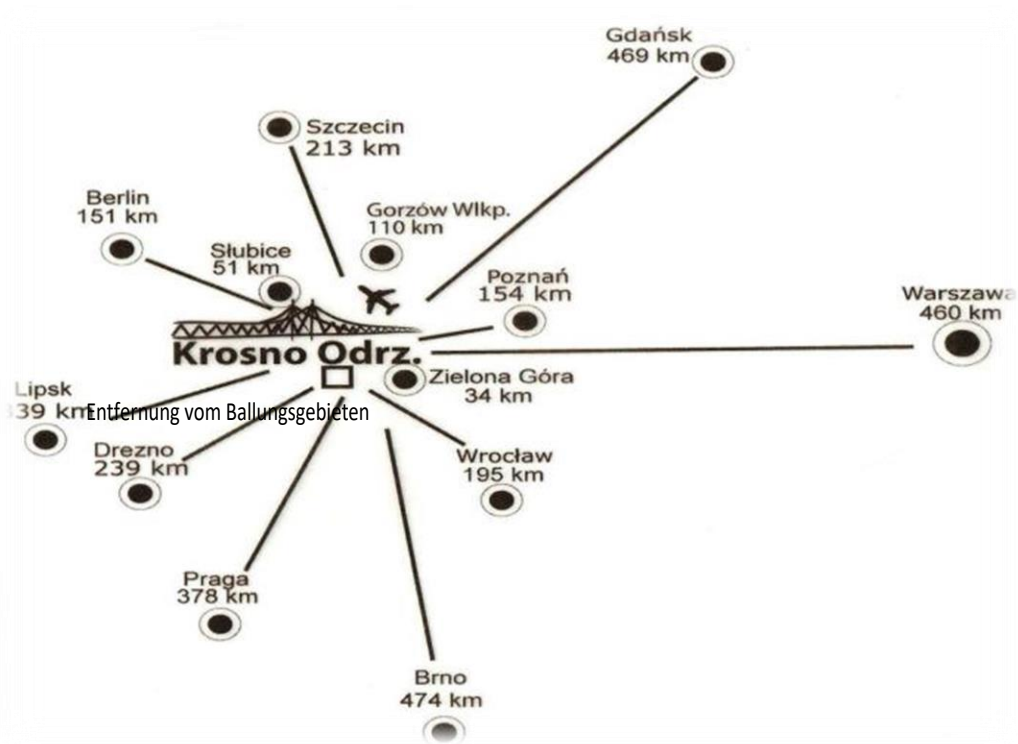 Gdańsk
469 km
Szczecin
213 km
Berlin
151 km
Gorzów Wlkp.
110 km
Słubice
51 km
Poznań
154 km
Warszawa
460 km
Krosno Odrz.
Zielona Góra
34 km
Lipsk
39 km
Entfernung vom Ballungsgebieten
Drezno
239 km
Wrocław
195 km
Praga
378 km
Brno
474 km